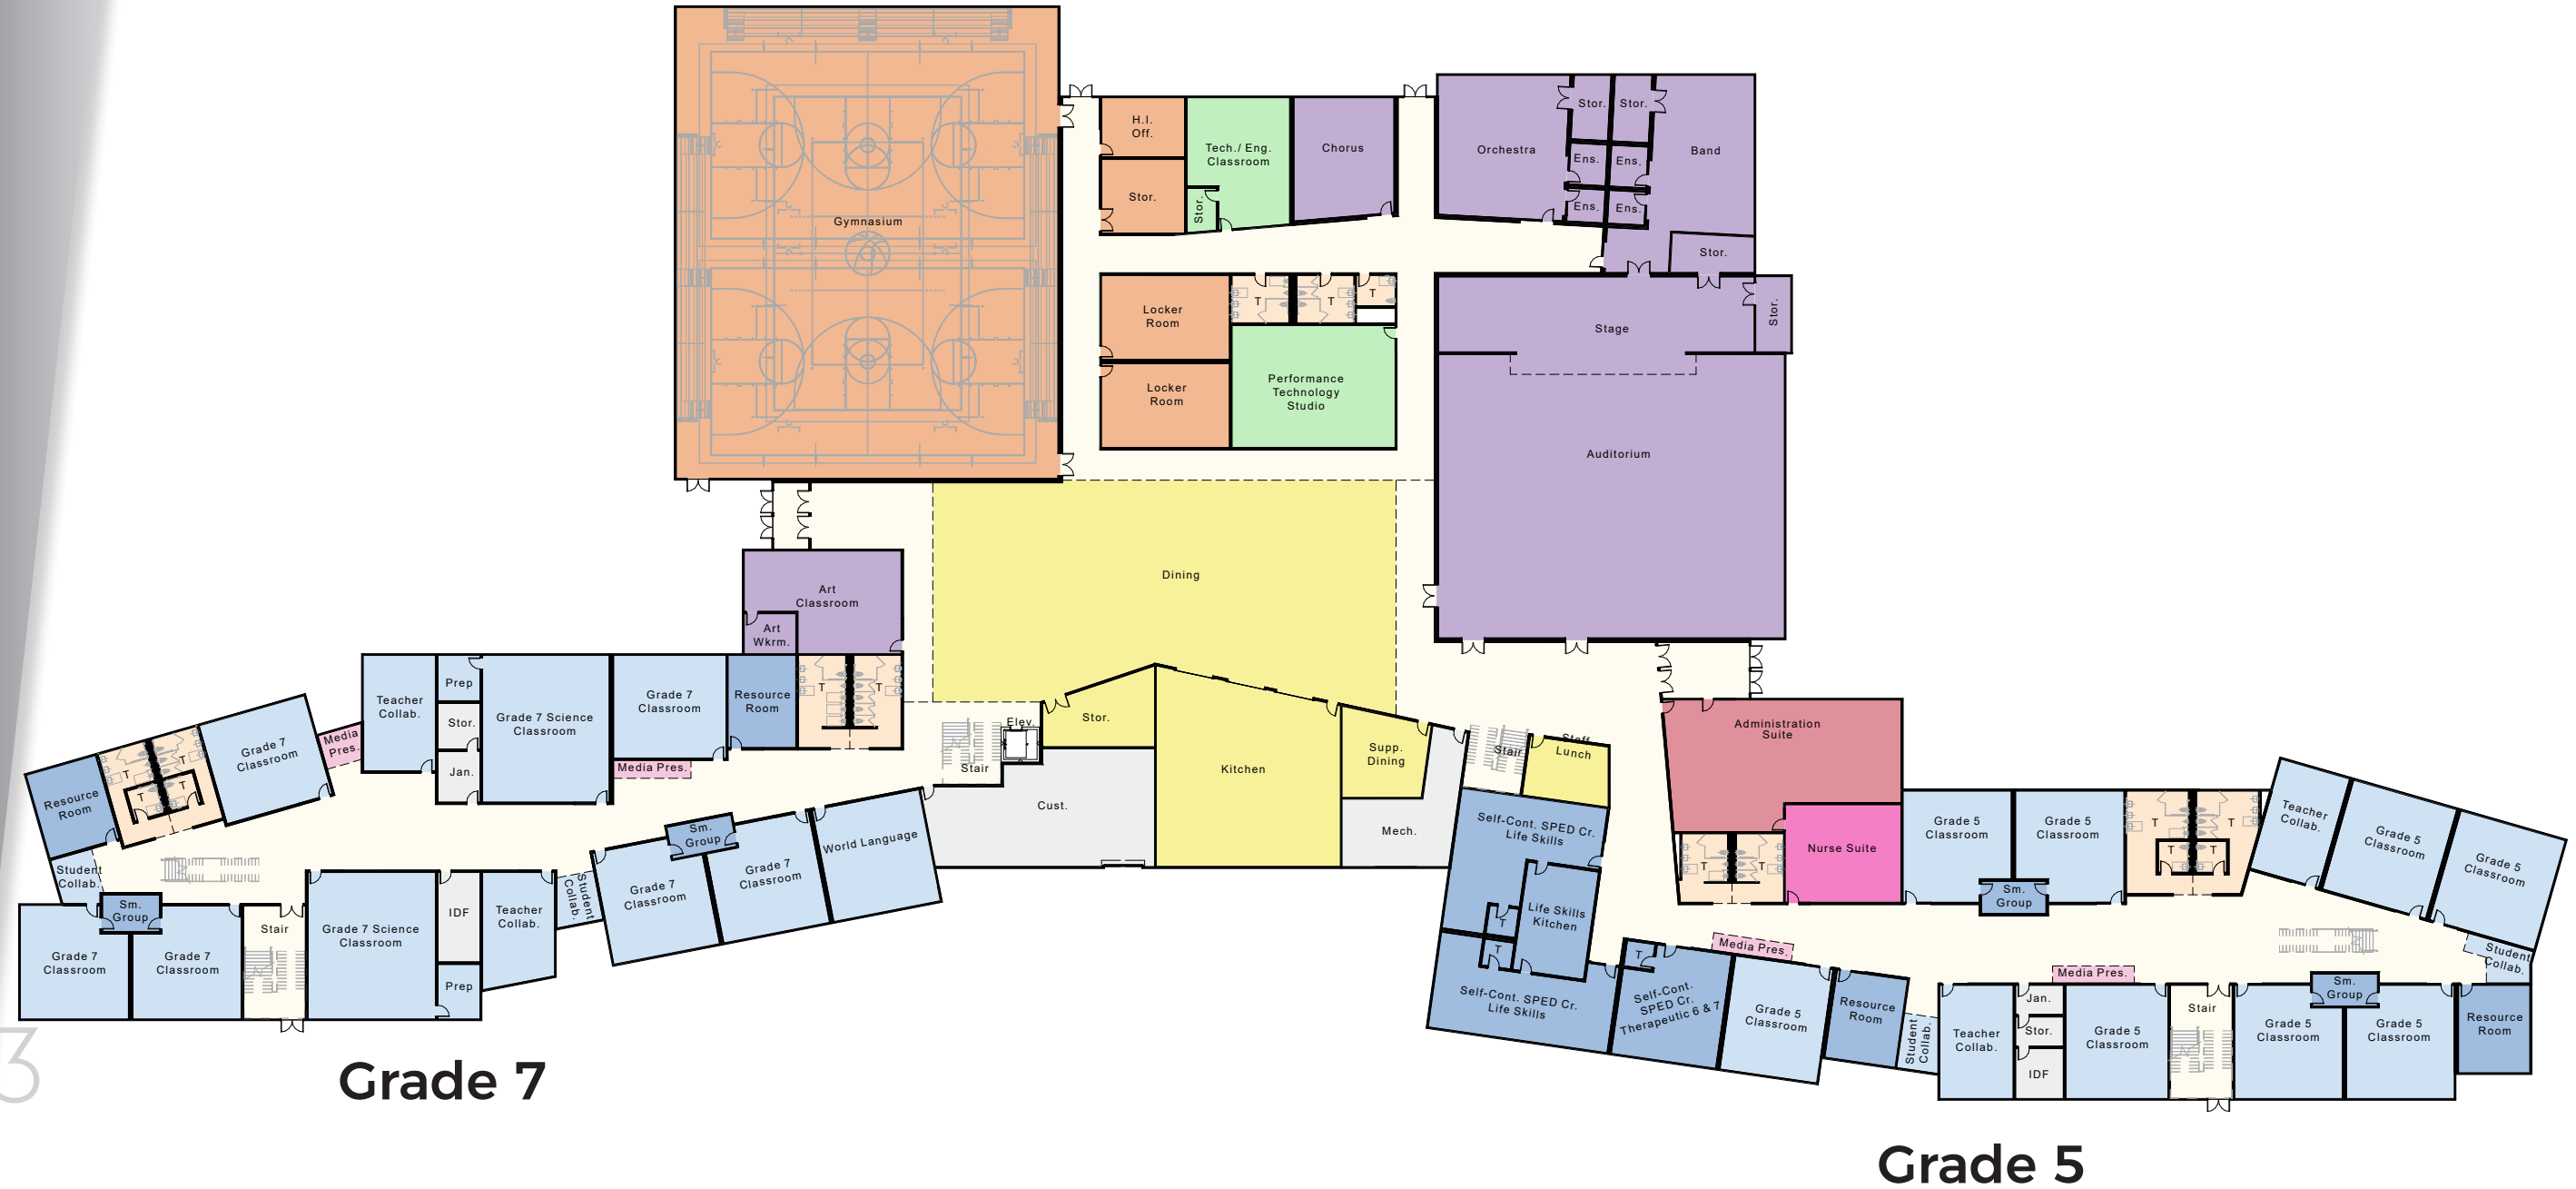 H.I.
Off.
Stor.
Tech./ Eng.
Classroom
Stor.
Chorus
Orchestra
Stor.
Stor.
Ens.
Ens.
Ens.
Ens.
Band
Stor.
Gymnasium
Locker
Room
Locker
Room
T
T
T
Performance
Technology
Studio
Stage
Stor.
Auditorium
Dining
Art
Classroom
Art
Wkrm.
Teacher
Collab.
Prep
Stor.
Jan.
Grade 7 Science
Classroom
Grade 7
Classroom
Media Pres.
Resource
Room
T
T
Resource
Room
T
T
T
T
Grade 7
Classroom
Media
Pres.
Student
Collab.
Sm.
Group
Grade 7
Classroom
Grade 7
Classroom
Stair
Grade 7 Science
Classroom
IDF
Prep
Teacher
Collab.
Student
Collab.
Grade 7
Classroom
Sm.
Group
Grade 7
Classroom
World Language
Stair
Elev.
Stor.
Cust.
Kitchen
Supp.
Dining
Mech.
Stair
Staff
Lunch
Self-Cont. SPED Cr.
Life Skills
Life Skills
Kitchen
T
T
Self-Cont. SPED Cr.
Life Skills
T
Self-Cont.
SPED Cr.
Therapeutic 6 & 7
Media Pres.
Grade 5
Classroom
Resource
Room
Student
Collab.
Administration
Suite
Nurse Suite
T
T
Grade 5
Classroom
Grade 5
Classroom
Sm.
Group
T
T
T
T
Teacher
Collab.
Grade 5
Classroom
Grade 5
Classroom
Student
Collab.
Teacher
Collab.
Jan.
Stor.
IDF
Media Pres.
Grade 5
Classroom
Stair
Grade 5
Classroom
Sm.
Group
Grade 5
Classroom
Resource
Room
3
Grade 7
Grade 5